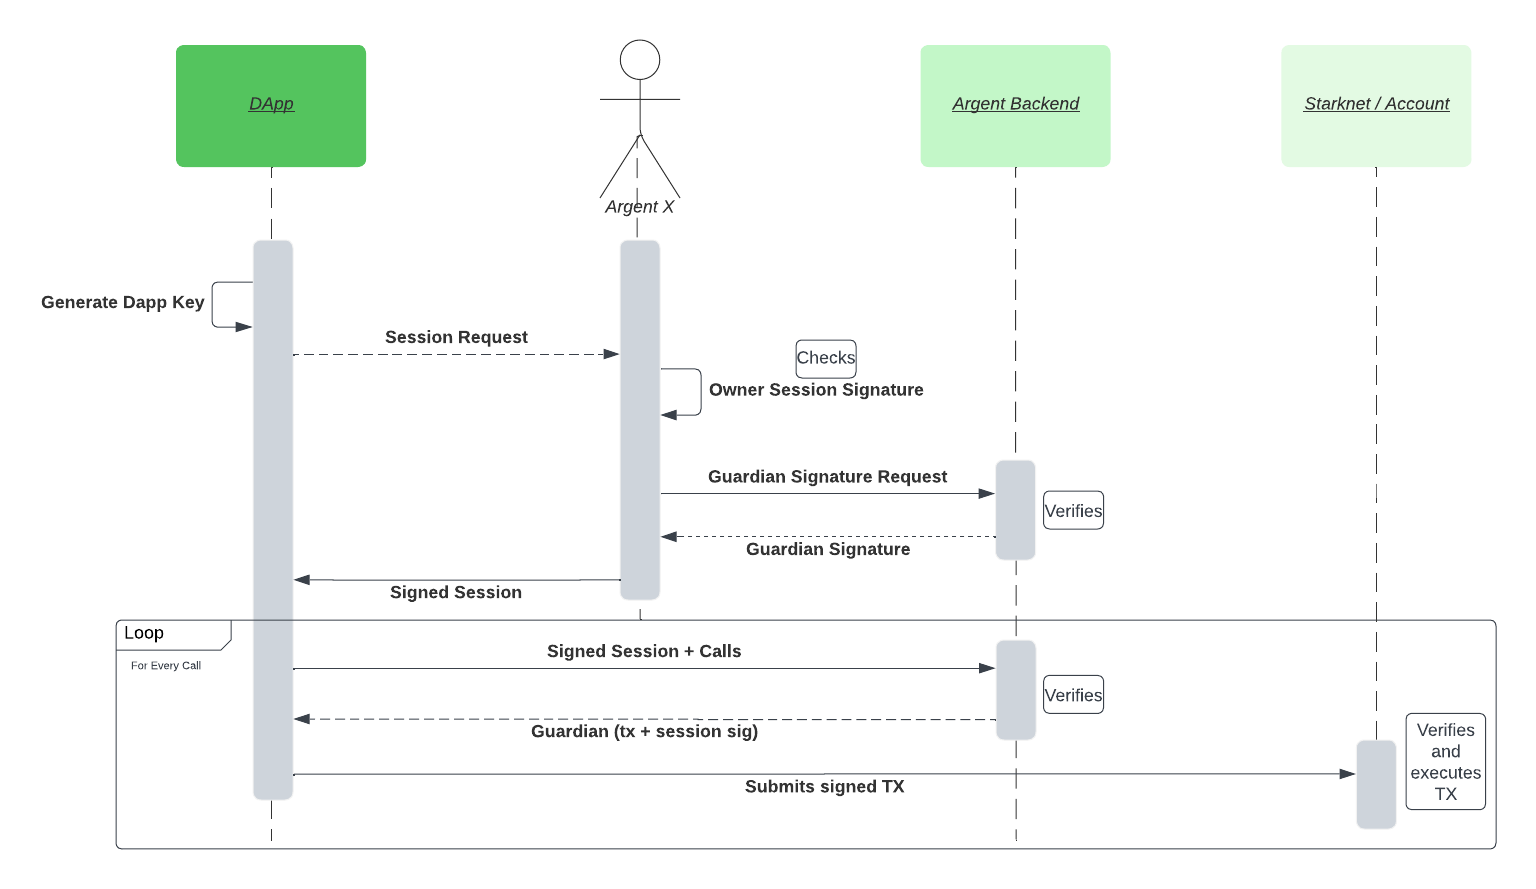 DApp
Argent X
Argent Backend
Starknet / Account
Generate Dapp Key
Session Request
Checks
Owner Session Signature
Guardian Signature Request
Verifies
Guardian Signature
Signed Session
Loop
For Every Call
Signed Session + Calls
Verifies
Guardian (tx + session sig)
Submits signed TX
Verifies
and
executes
TX